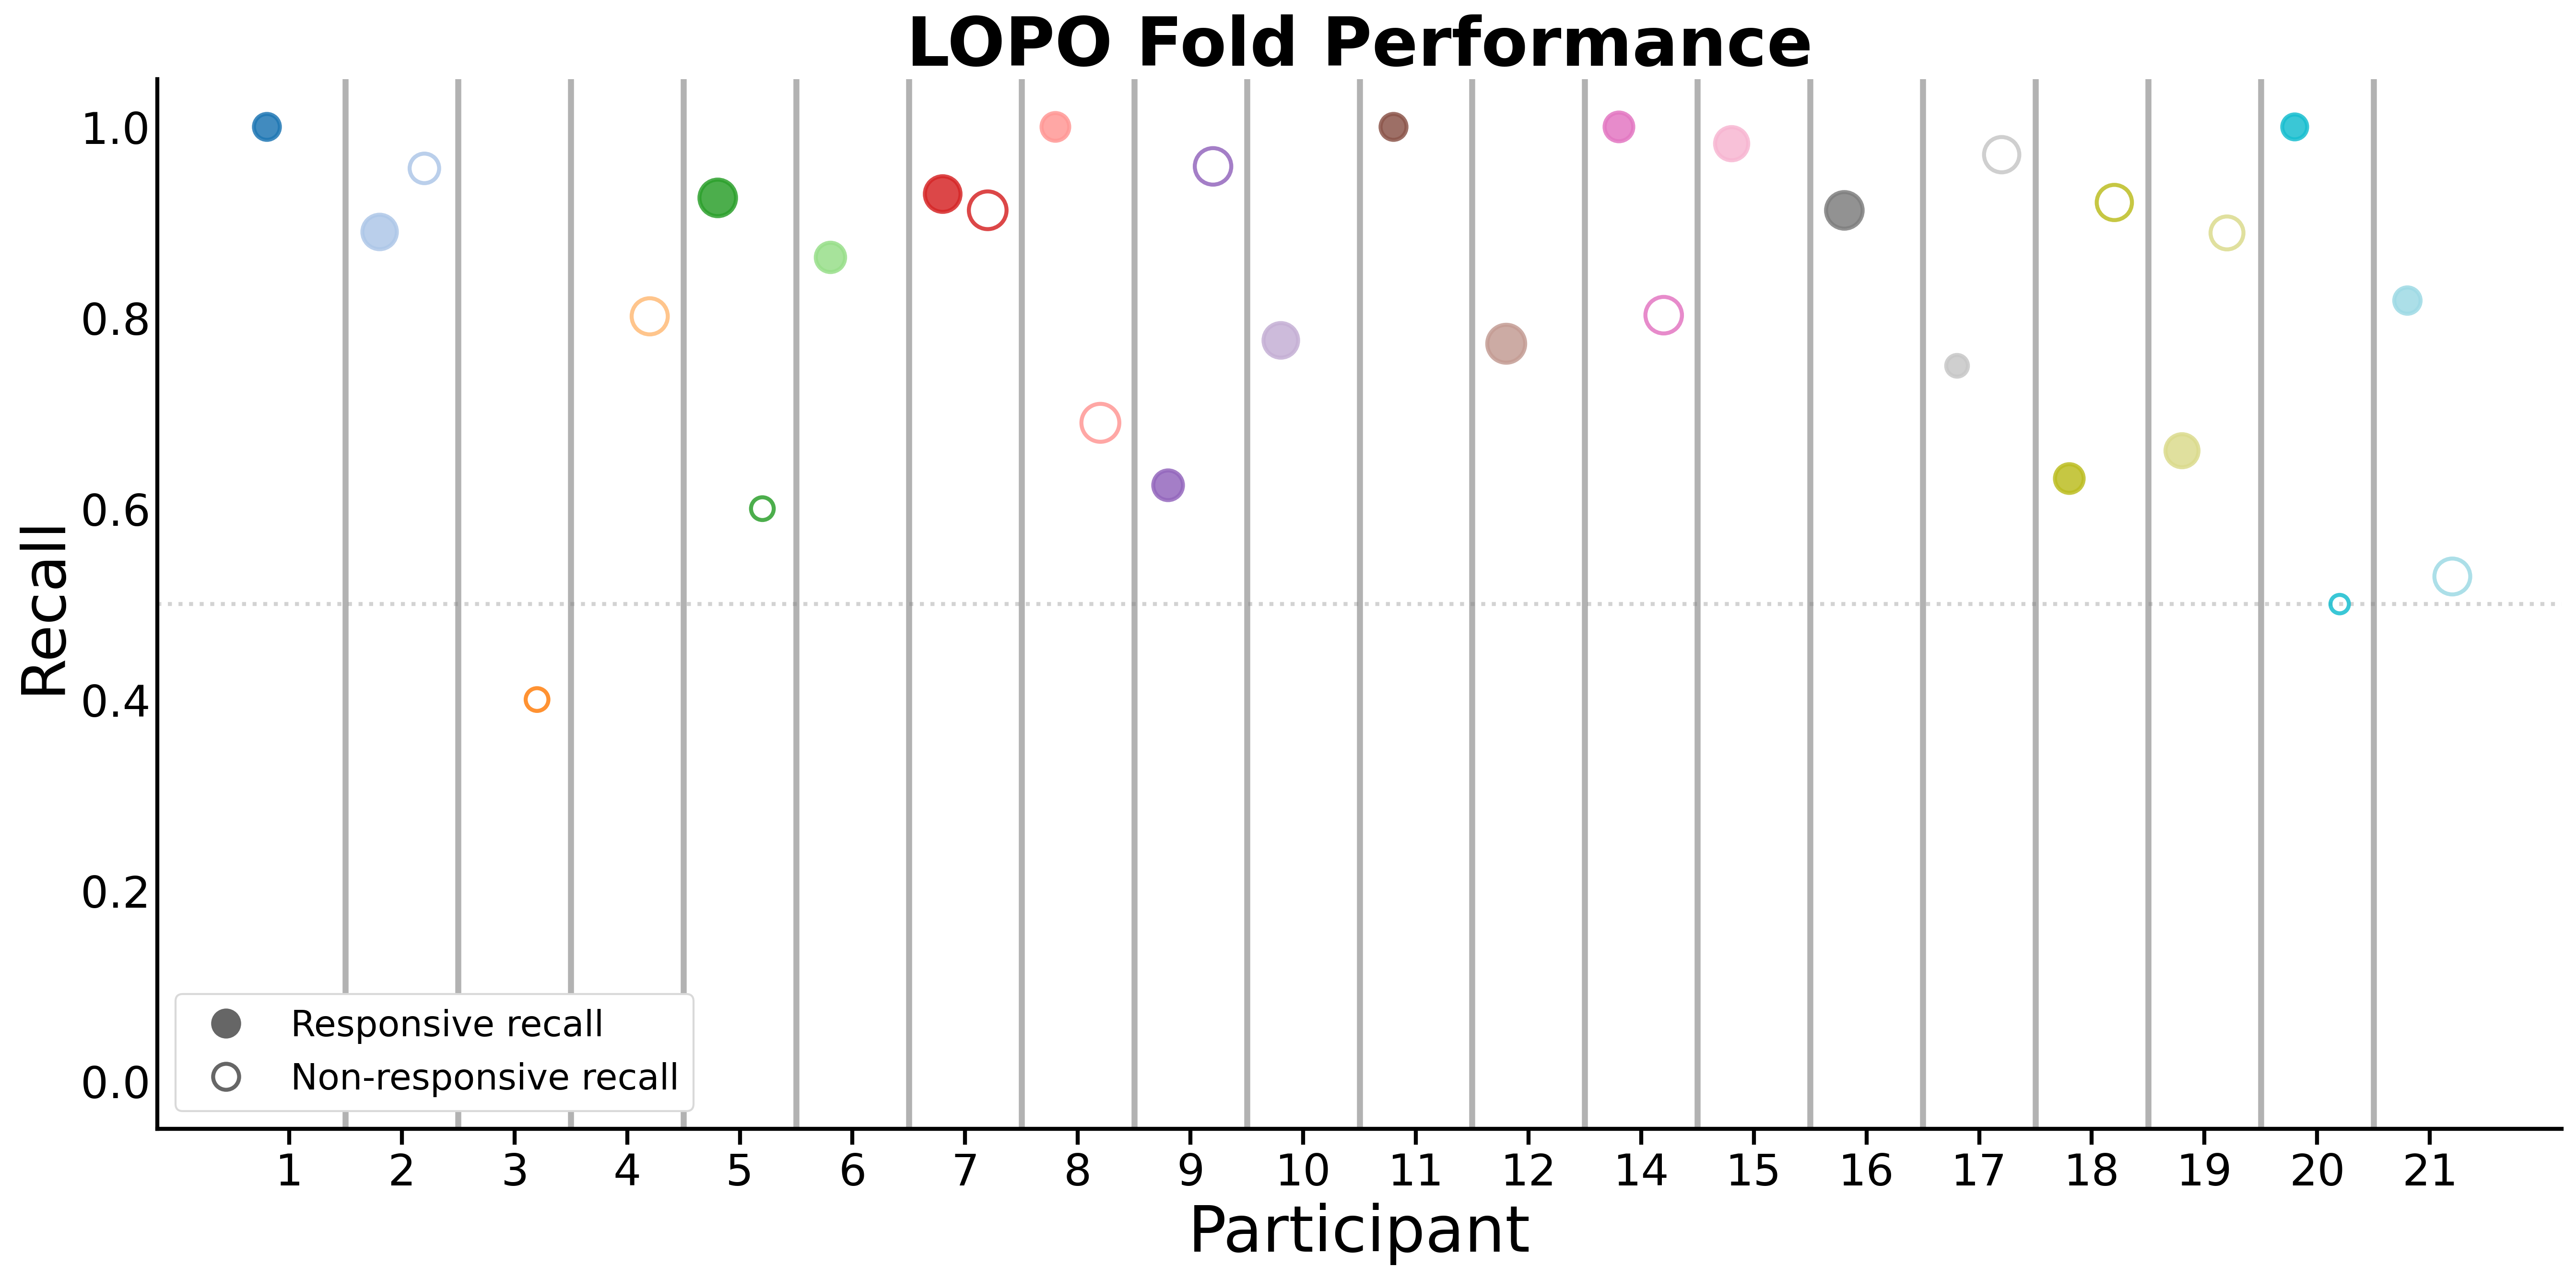 LOPO Fold Performance
Recall
1.0
0.8
0.6
0.4
0.2
0.0
Responsive recall
Non-responsive recall
1 2 3 4 5 6 7 8 9 10 11 12 14 15 16 17 18 19 20 21
Participant